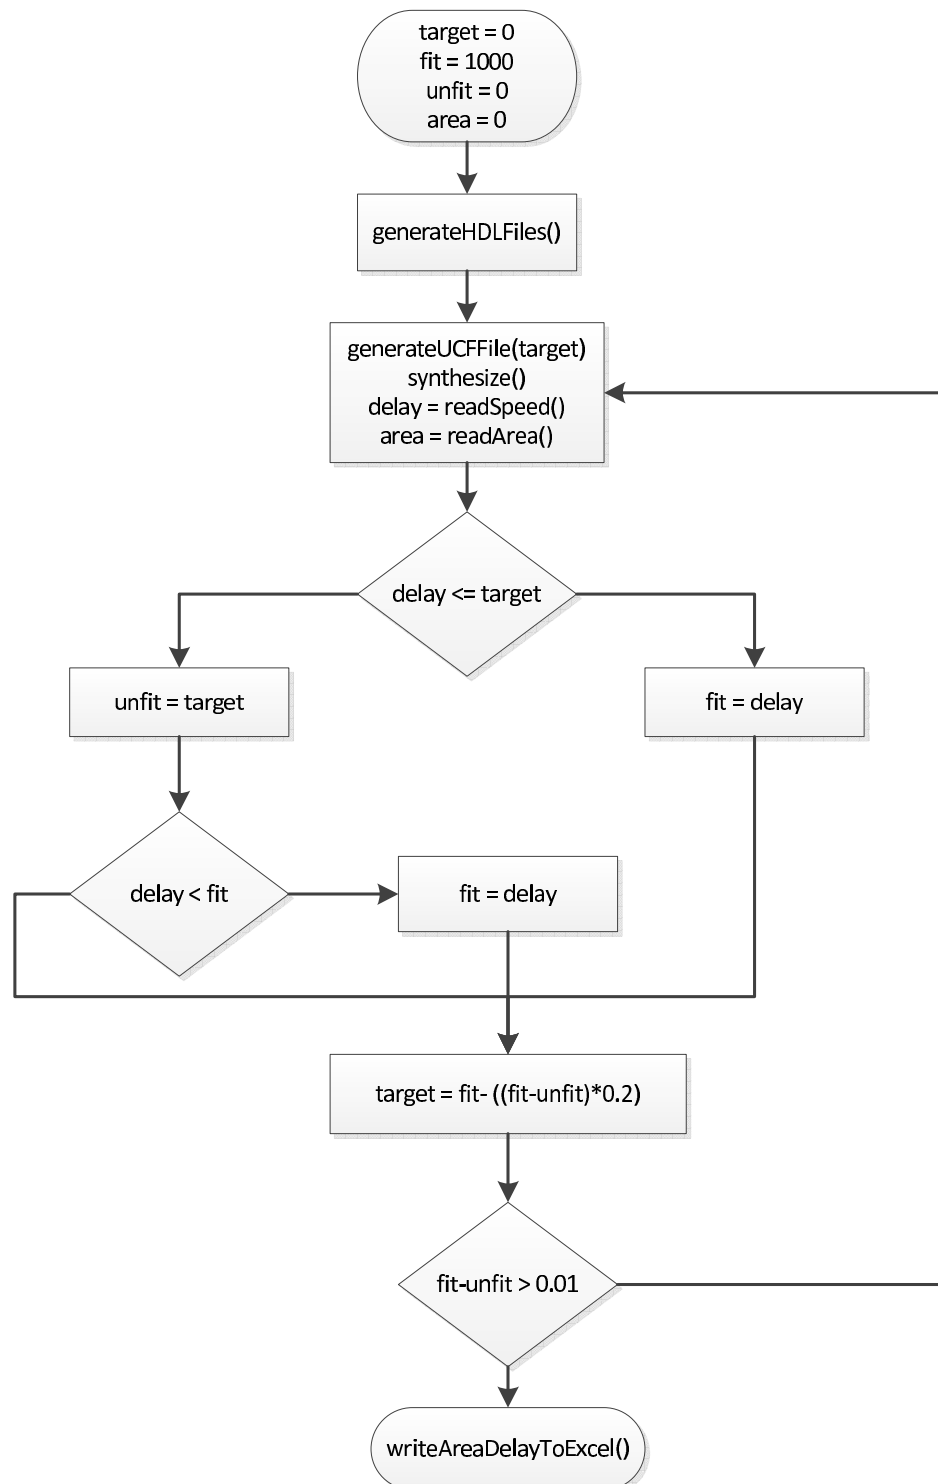 target = 0
fit = 1000
unfit = 0
area = 0
generateHDLFiles()
generateUCFFile(target)
synthesize()
delay = readSpeed()
area = readArea()
delay <= target
unfit = target
fit = delay
delay < fit
fit = delay
target = fit- ((fit-unfit)*0.2)
fit-unfit > 0.01
writeAreaDelayToExcel()